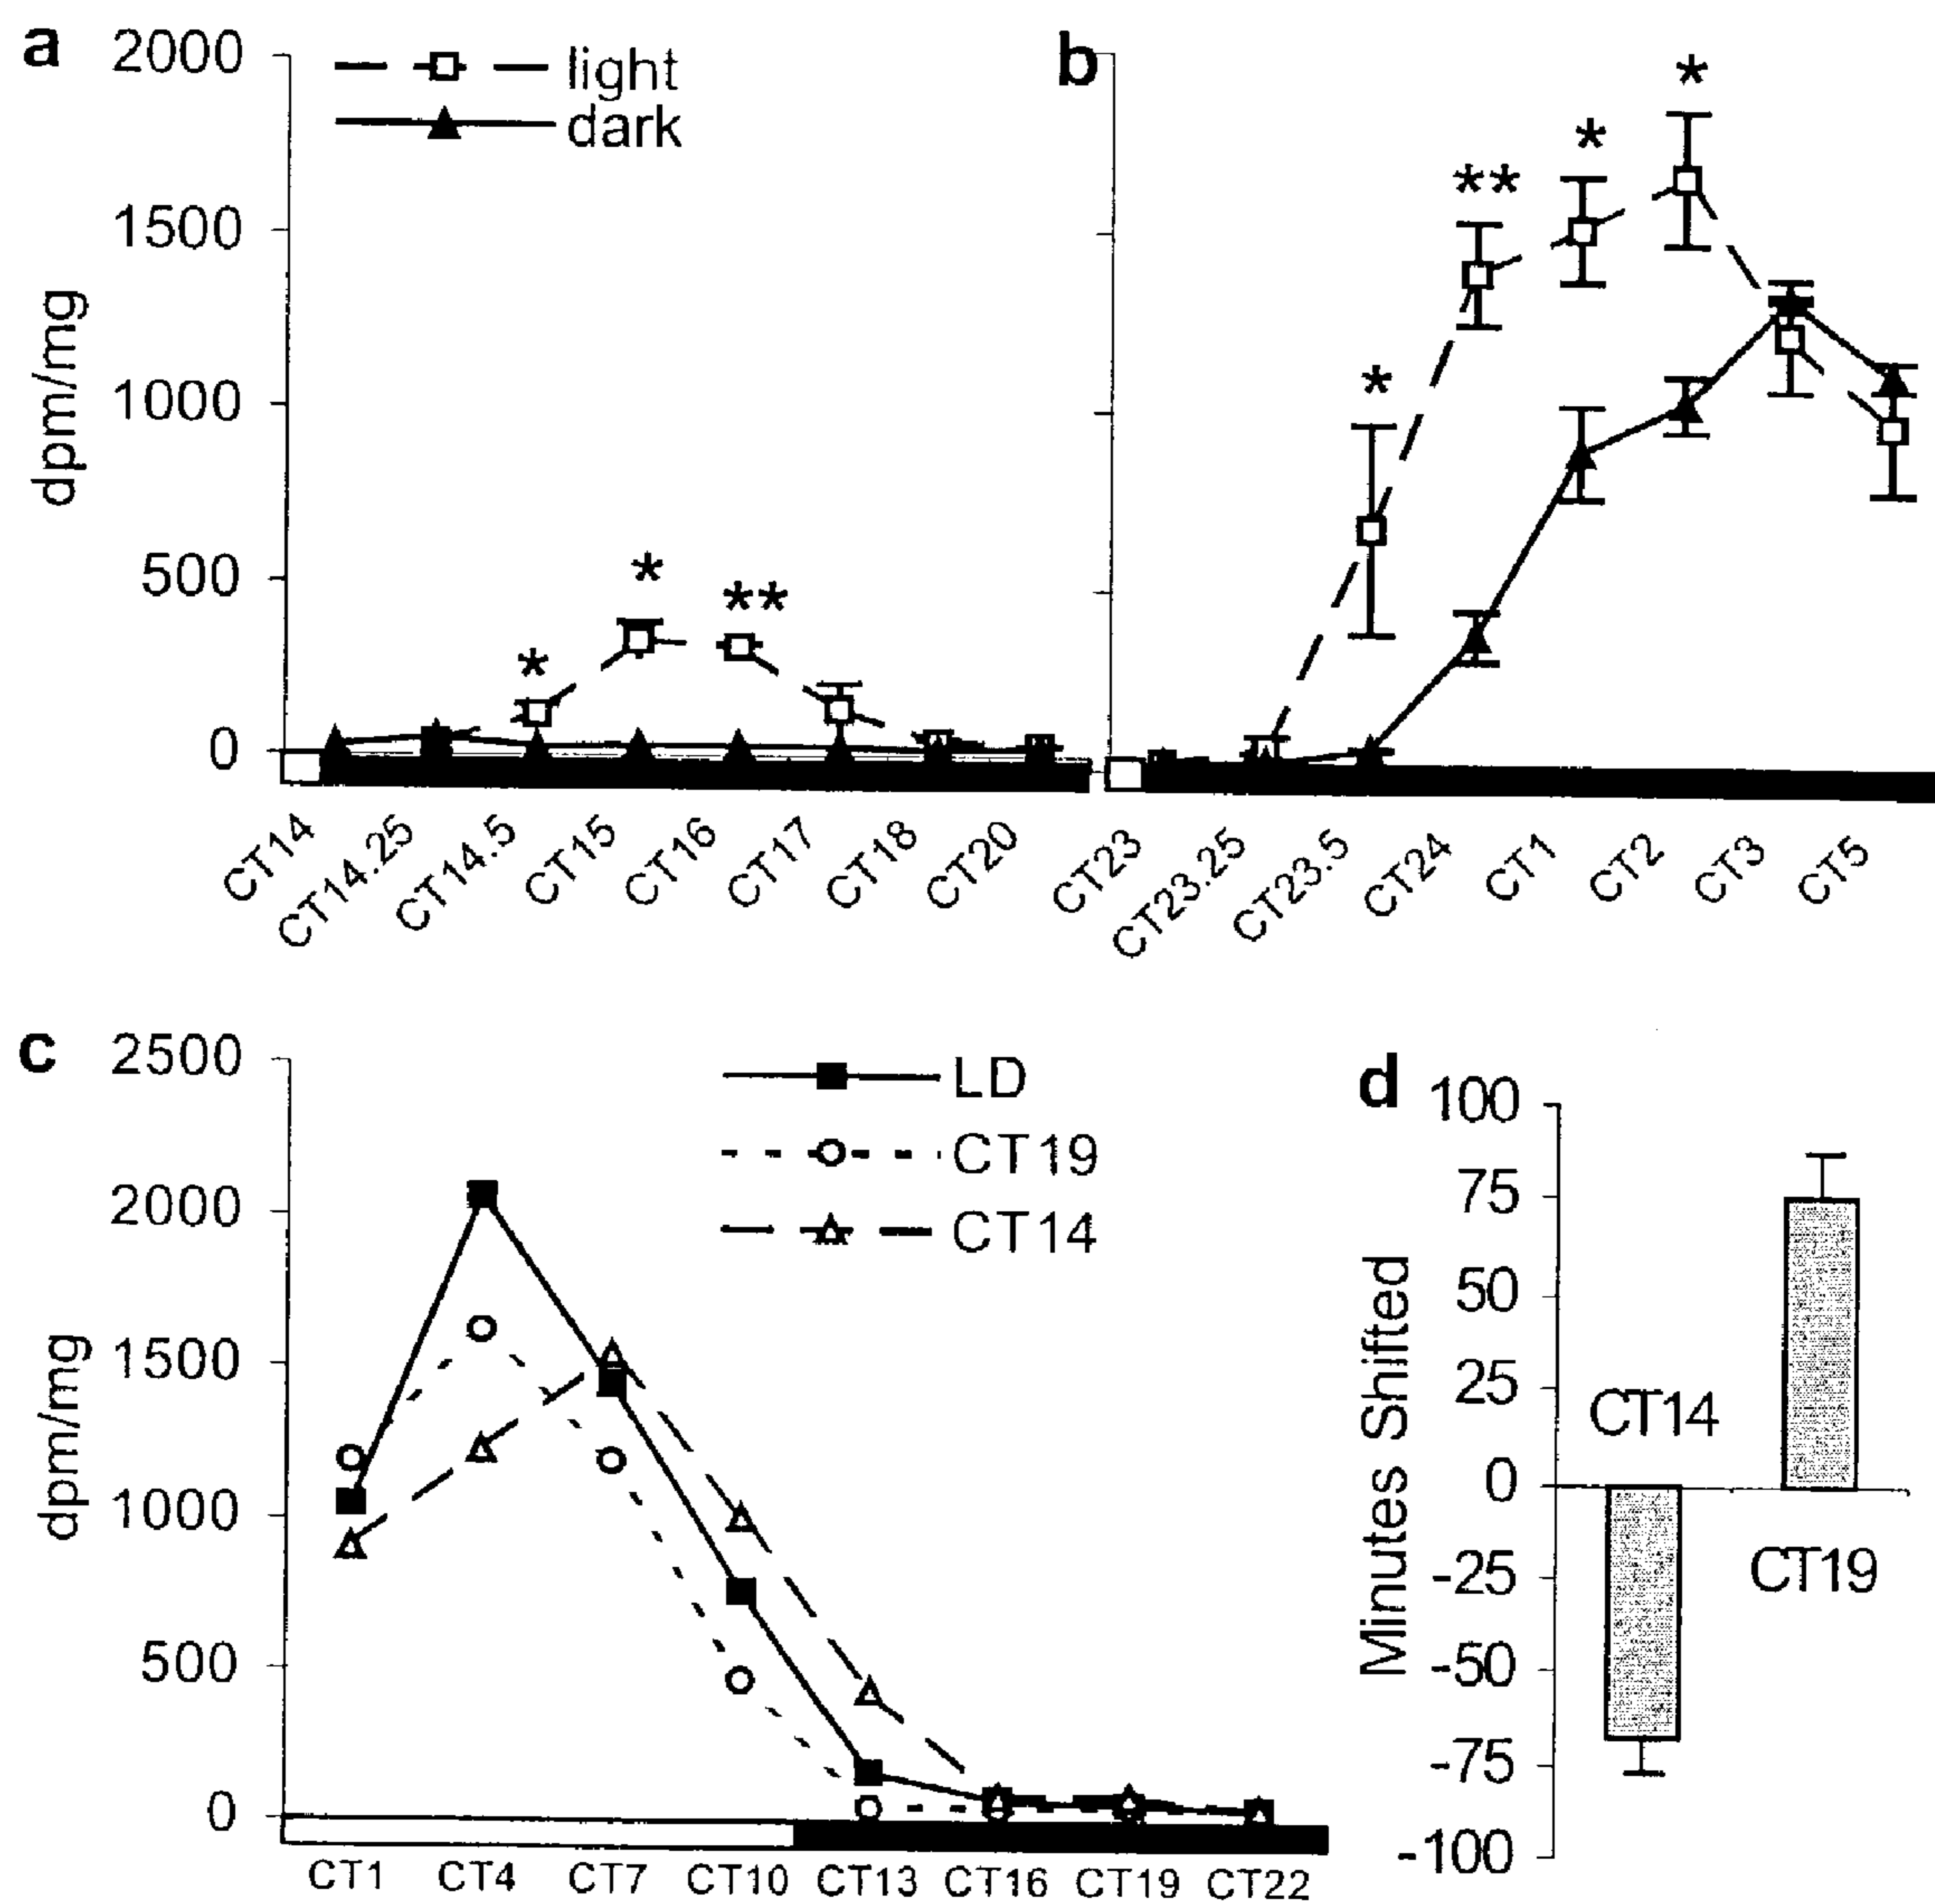 a
2000
1500
1000
500
0
dpm/mg
light
dark
*
*
**
CT14
CT14.25
CT14.5
CT15
CT16
CT17
CT18
CT20
b
*
**
*
*
CT23
CT23.25
CT23.5
CT24
CT1
CT2
CT3
CT5
c
2500
2000
1500
1000
500
0
dpm/mg
LD
CT19
CT14
CT1
CT4
CT7
CT10
CT13
CT16
CT19
CT22
d
100
75
50
25
0
-25
-50
-75
-100
Minutes Shifted
CT14
CT19